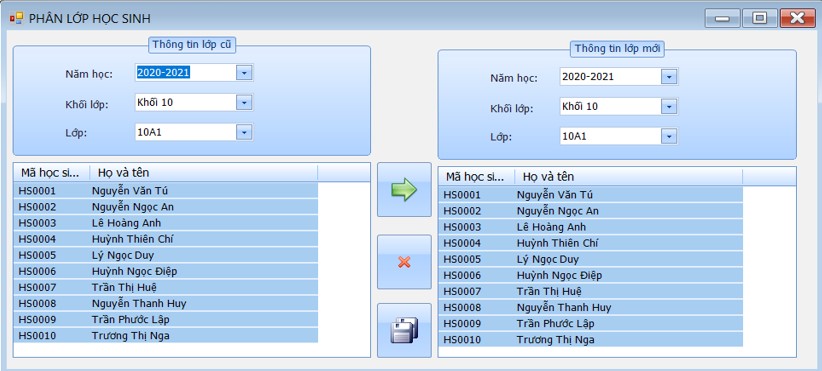 PHÂN LỚP HỌC SINH
Thông tin lớp cũ
Năm học: 2020-2021
Khối lớp: Khối 10
Lớp: 10A1
Mã học si... Họ và tên
HS0001 Nguyễn Văn Tú
HS0002 Nguyễn Ngọc An
HS0003 Lê Hoàng Anh
HS0004 Huỳnh Thiên Chí
HS0005 Lý Ngọc Duy
HS0006 Huỳnh Ngọc Điệp
HS0007 Trần Thị Huệ
HS0008 Nguyễn Thanh Huy
HS0009 Trần Phước Lập
HS0010 Trương Thị Nga
Thông tin lớp mới
Năm học: 2020-2021
Khối lớp: Khối 10
Lớp: 10A1
Mã học si... Họ và tên
HS0001 Nguyễn Văn Tú
HS0002 Nguyễn Ngọc An
HS0003 Lê Hoàng Anh
HS0004 Huỳnh Thiên Chí
HS0005 Lý Ngọc Duy
HS0006 Huỳnh Ngọc Điệp
HS0007 Trần Thị Huệ
HS0008 Nguyễn Thanh Huy
HS0009 Trần Phước Lập
HS0010 Trương Thị Nga